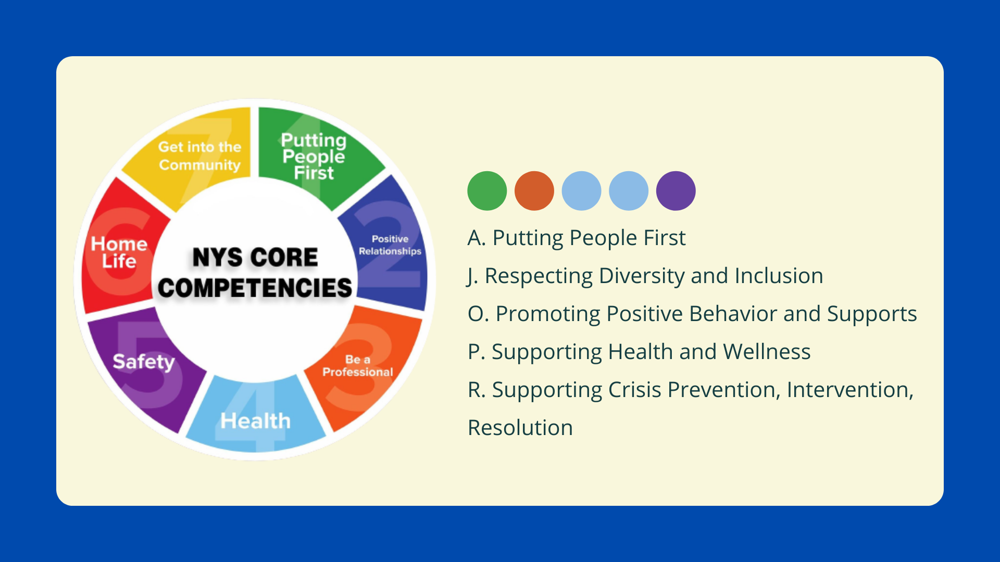 7
Get into the
Community
1
Putting
People
First
6
Home
Life
2
Positive
Relationships
NYS CORE
COMPETENCIES
5
Safety
3
Be a
Professional
4
Health
A. Putting People First
J. Respecting Diversity and Inclusion
O. Promoting Positive Behavior and Supports
P. Supporting Health and Wellness
R. Supporting Crisis Prevention, Intervention,
Resolution